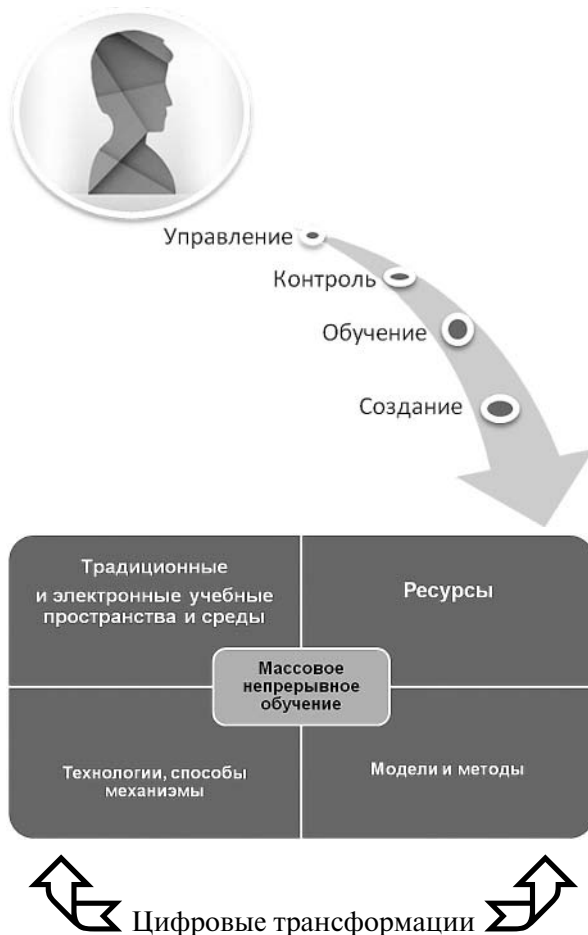 Управление
Контроль
Обучение
Создание
Традиционные
и электронные учебные
пространства и среды
Ресурсы
Массовое
непрерывное
обучение
Технологии, способы
механизмы
Модели и методы
Цифровые трансформации